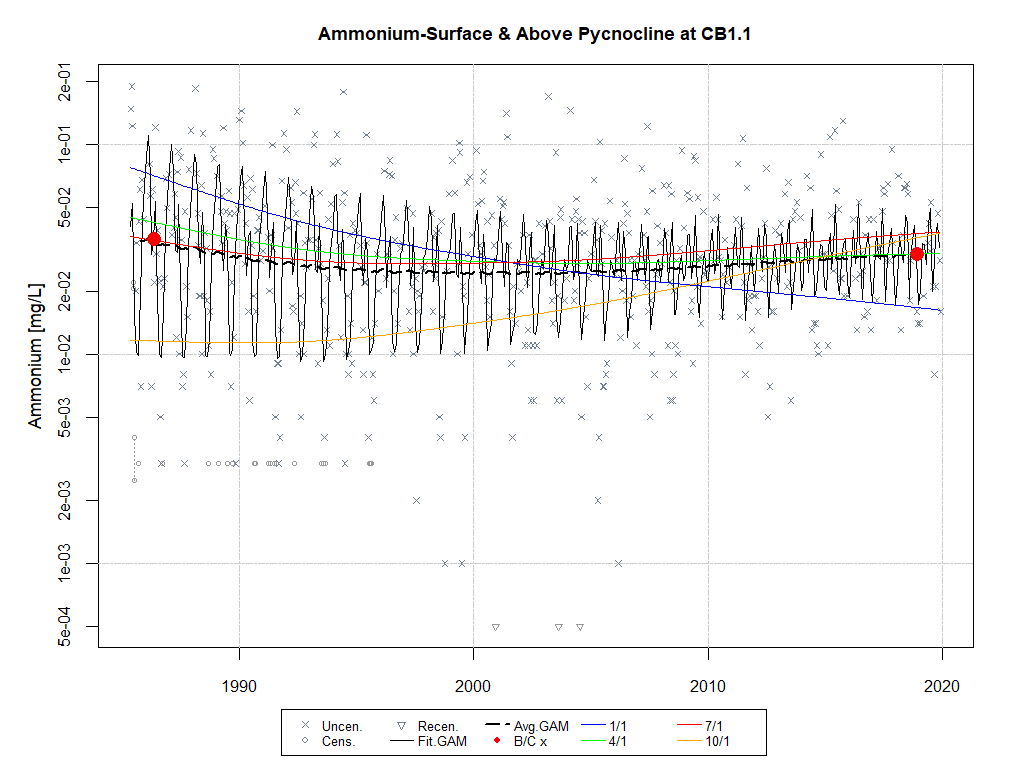 Ammonium-Surface & Above Pycnocline at CB1.1
Ammonium [mg/L]
2e-01
1e-01
5e-02
2e-02
1e-02
5e-03
2e-03
1e-03
5e-04
1990 2000 2010 2020
Uncen. Recen. Avg.GAM 1/1 7/1
Cens. Fit.GAM B/C x 4/1 10/1